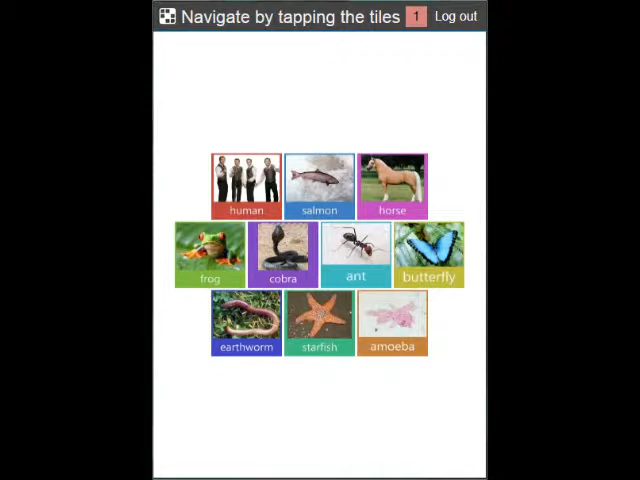 Navigate by tapping the tiles 1 Log out
human salmon horse
frog cobra ant butterfly
earthworm starfish amoeba